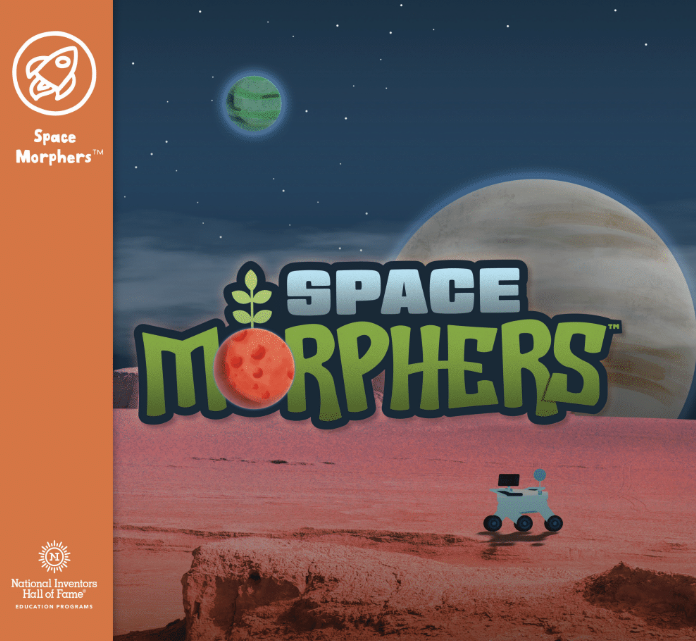 Space
Morphers™
SPACE
MORPHERS™
N
National Inventors
Hall of Fame®
EDUCATION PROGRAMS